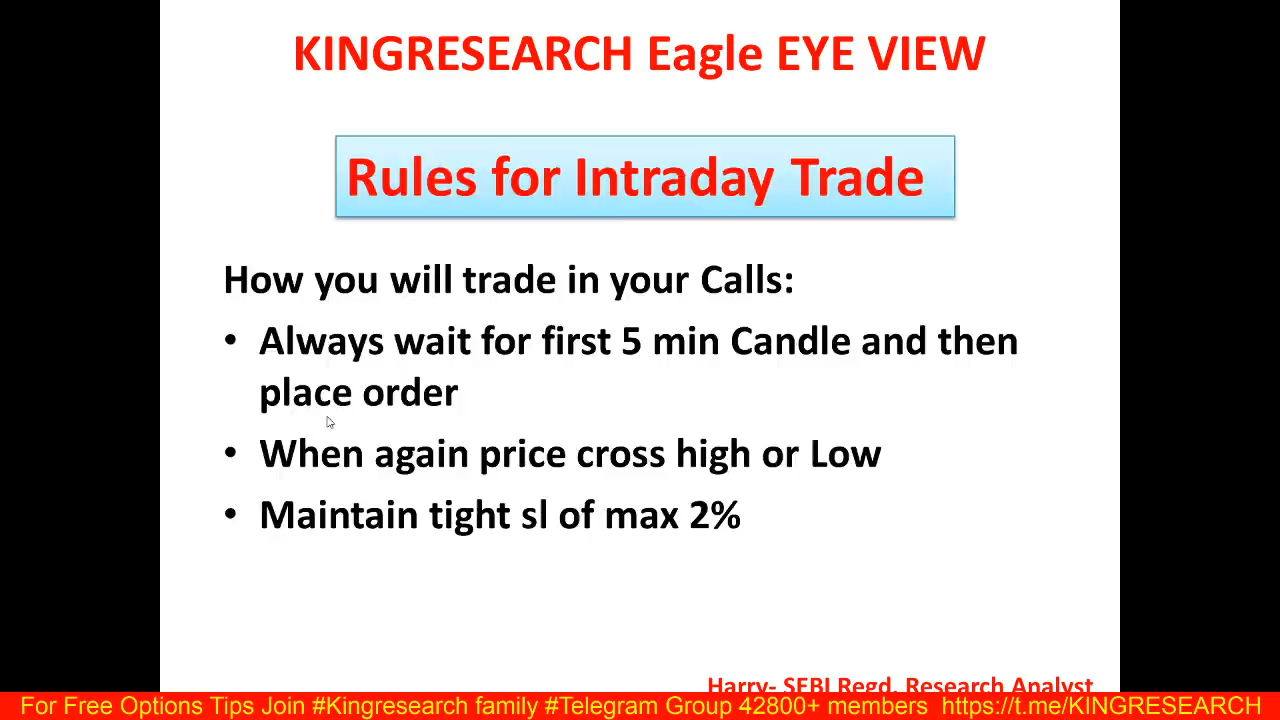 KINGRESEARCH Eagle EYE VIEW
Rules for Intraday Trade
How you will trade in your Calls:
• Always wait for first 5 min Candle and then
place order
• When again price cross high or Low
• Maintain tight sl of max 2%
Harry- SEBI Regd. Research Analyst
For Free Options Tips Join #Kingresearch family #Telegram Group 42800+ members https://t.me/KINGRESEARCH